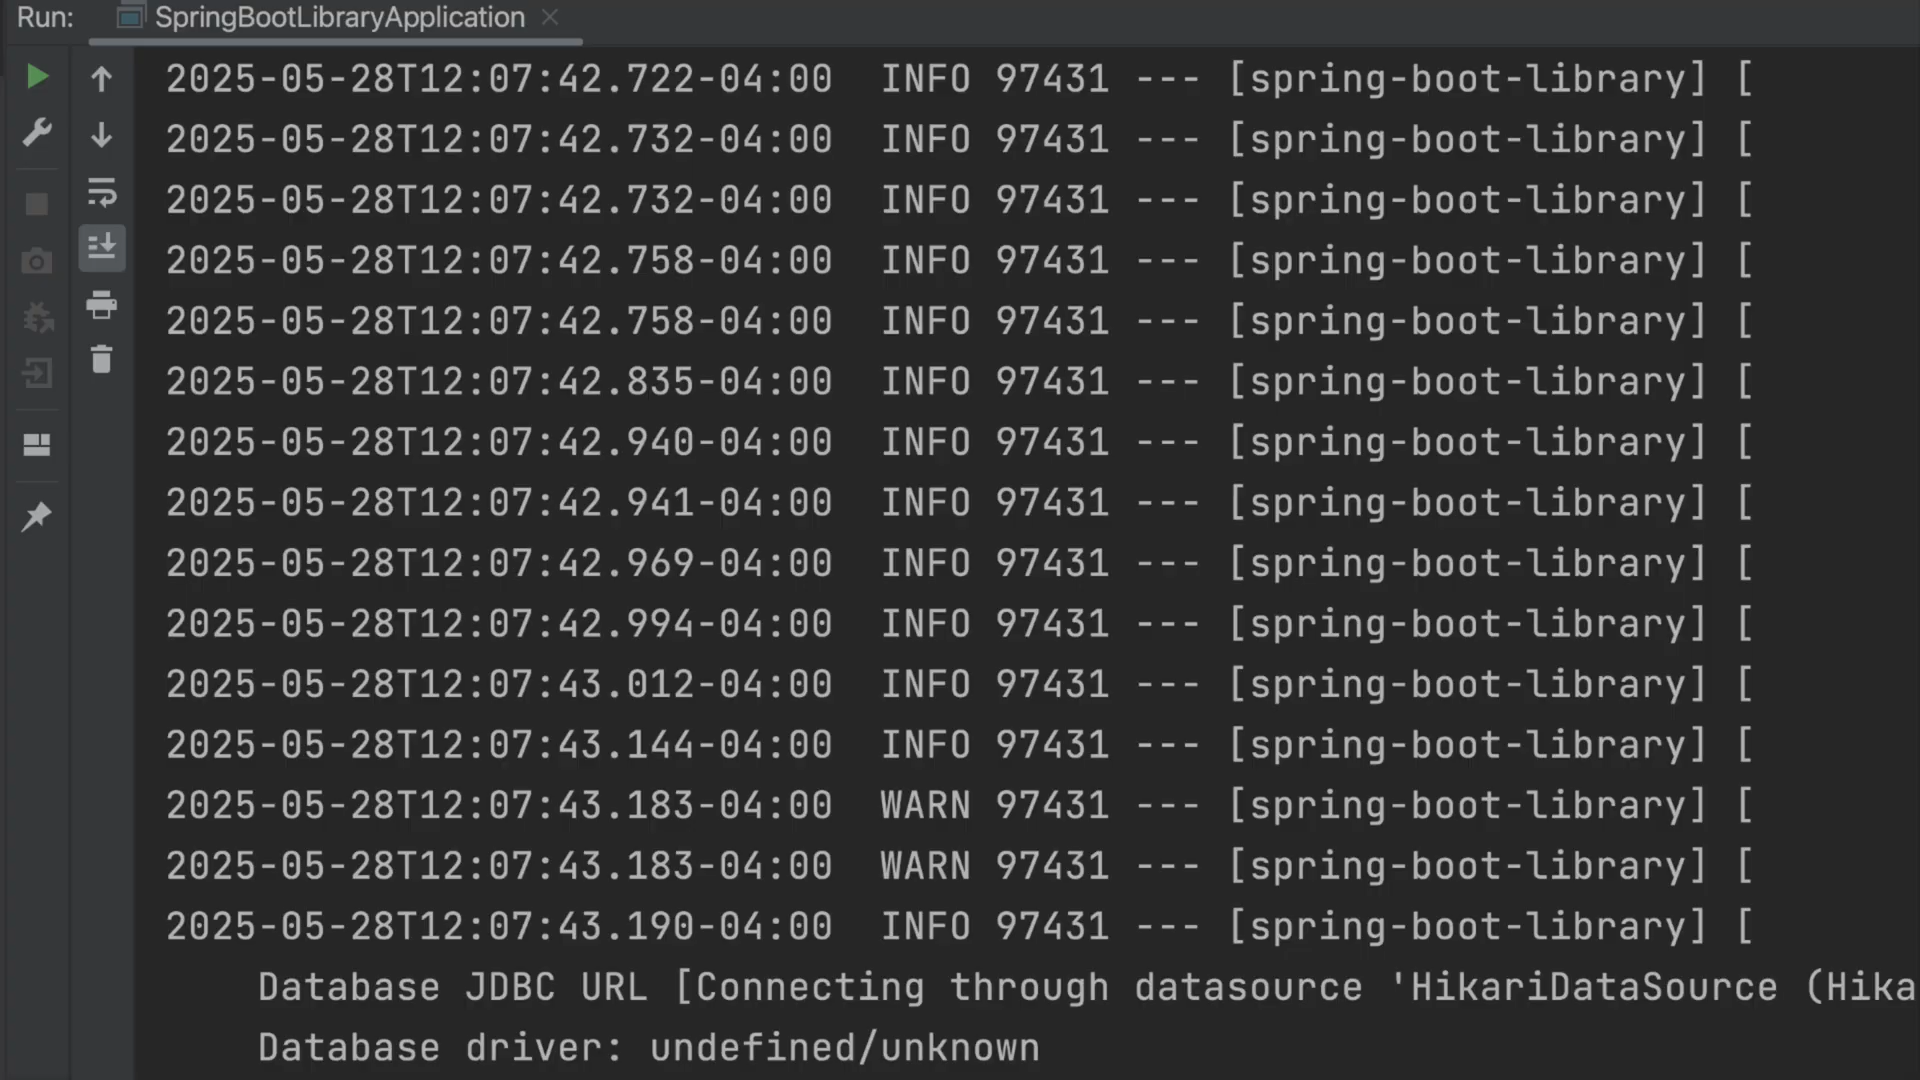 Run: SpringBootLibraryApplication
2025-05-28T12:07:42.722-04:00  INFO 97431 --- [spring-boot-library] [
2025-05-28T12:07:42.732-04:00  INFO 97431 --- [spring-boot-library] [
2025-05-28T12:07:42.732-04:00  INFO 97431 --- [spring-boot-library] [
2025-05-28T12:07:42.758-04:00  INFO 97431 --- [spring-boot-library] [
2025-05-28T12:07:42.758-04:00  INFO 97431 --- [spring-boot-library] [
2025-05-28T12:07:42.835-04:00  INFO 97431 --- [spring-boot-library] [
2025-05-28T12:07:42.940-04:00  INFO 97431 --- [spring-boot-library] [
2025-05-28T12:07:42.941-04:00  INFO 97431 --- [spring-boot-library] [
2025-05-28T12:07:42.969-04:00  INFO 97431 --- [spring-boot-library] [
2025-05-28T12:07:42.994-04:00  INFO 97431 --- [spring-boot-library] [
2025-05-28T12:07:43.012-04:00  INFO 97431 --- [spring-boot-library] [
2025-05-28T12:07:43.144-04:00  INFO 97431 --- [spring-boot-library] [
2025-05-28T12:07:43.183-04:00  WARN 97431 --- [spring-boot-library] [
2025-05-28T12:07:43.183-04:00  WARN 97431 --- [spring-boot-library] [
2025-05-28T12:07:43.190-04:00  INFO 97431 --- [spring-boot-library] [
Database JDBC URL [Connecting through datasource 'HikariDataSource (Hika
Database driver: undefined/unknown